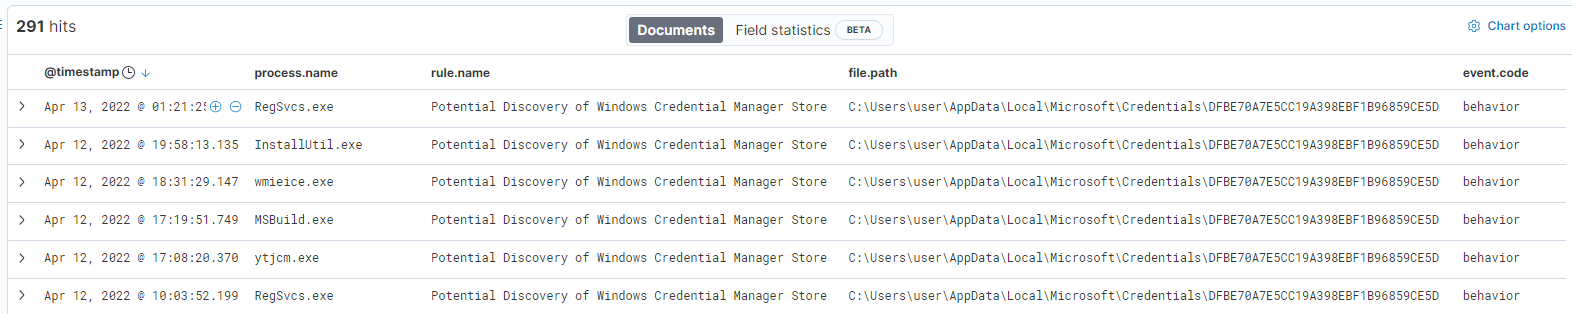 291 hits
Documents Field statistics BETA
Chart options
@timestamp process.name rule.name file.path event.code
Apr 13, 2022 @ 01:21:25 RegSvcs.exe Potential Discovery of Windows Credential Manager Store C:\Users\user\AppData\Local\Microsoft\Credentials\DFBE70A7E5CC19A398EBF1B96859CE5D behavior
Apr 12, 2022 @ 19:58:13.135 InstallUtil.exe Potential Discovery of Windows Credential Manager Store C:\Users\user\AppData\Local\Microsoft\Credentials\DFBE70A7E5CC19A398EBF1B96859CE5D behavior
Apr 12, 2022 @ 18:31:29.147 wmieice.exe Potential Discovery of Windows Credential Manager Store C:\Users\user\AppData\Local\Microsoft\Credentials\DFBE70A7E5CC19A398EBF1B96859CE5D behavior
Apr 12, 2022 @ 17:19:51.749 MSBuild.exe Potential Discovery of Windows Credential Manager Store C:\Users\user\AppData\Local\Microsoft\Credentials\DFBE70A7E5CC19A398EBF1B96859CE5D behavior
Apr 12, 2022 @ 17:08:20.370 ytjcm.exe Potential Discovery of Windows Credential Manager Store C:\Users\user\AppData\Local\Microsoft\Credentials\DFBE70A7E5CC19A398EBF1B96859CE5D behavior
Apr 12, 2022 @ 10:03:52.199 RegSvcs.exe Potential Discovery of Windows Credential Manager Store C:\Users\user\AppData\Local\Microsoft\Credentials\DFBE70A7E5CC19A398EBF1B96859CE5D behavior